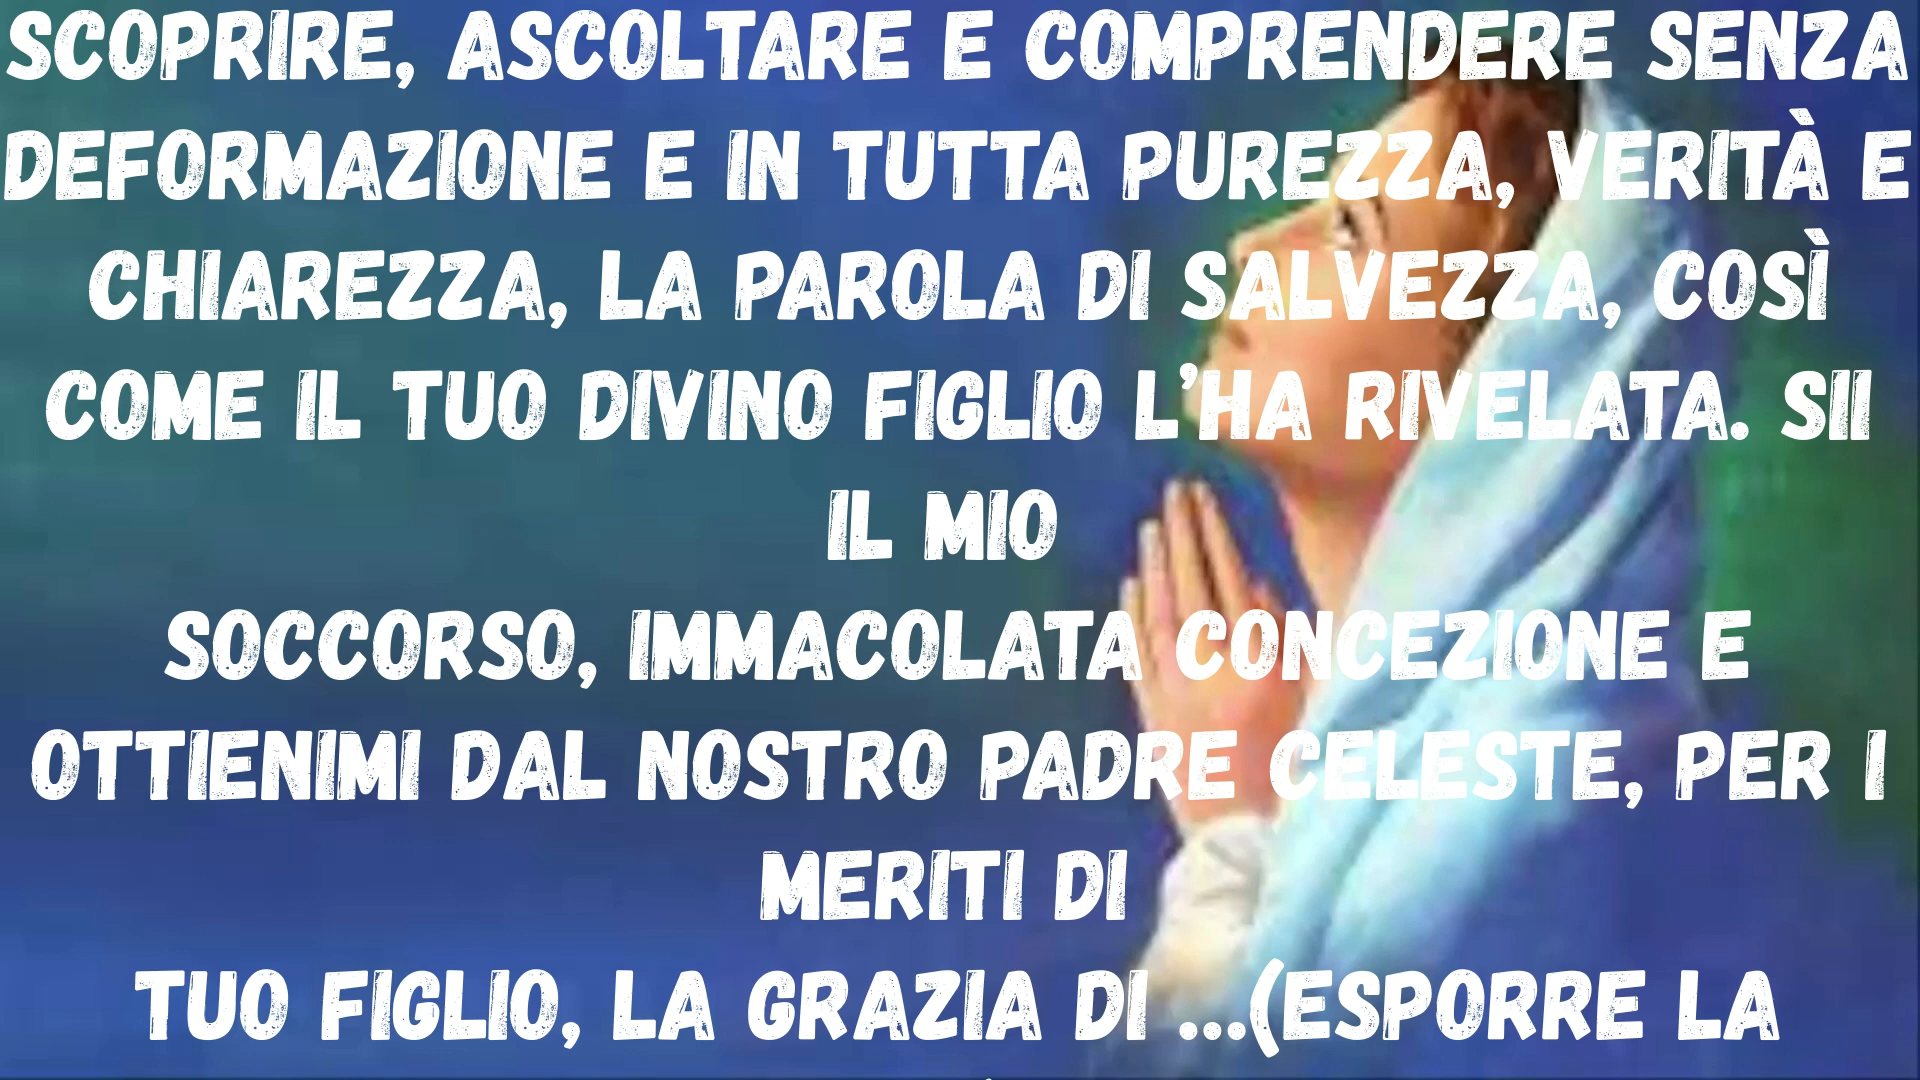 SCOPRIRE, ASCOLTARE E COMPRENDERE SENZA
DEFORMAZIONE E IN TUTTA PUREZZA, VERITÀ E
CHIAREZZA, LA PAROLA DI SALVEZZA, COSÌ
COME IL TUO DIVINO FIGLIO L'HA RIVELATA. SII
IL MIO
SOCCORSO, IMMACOLATA CONCEZIONE E
OTTIENIMI DAL NOSTRO PADRE CELESTE, PER I
MERITI DI
TUO FIGLIO, LA GRAZIA DI ...(ESPORRE LA